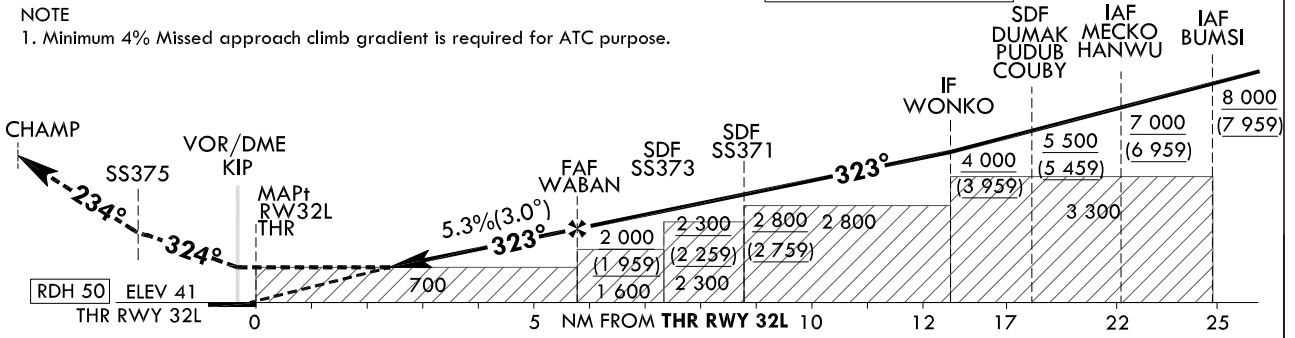 NOTE
1. Minimum 4% Missed approach climb gradient is required for ATC purpose.
SDF
DUMAK
PUDUB
COUBY
IAF
MECKO
HANWU
IAF
BUMSI
IF
WONKO
8 000
(7 959)
7 000
(6 959)
5 500
(5 459)
4 000
(3 959)
3 300
CHAMP
SS375
VOR/DME
KIP
MAPt
RW32L
THR
FAF
WABAN
SDF
SS373
SDF
SS371
234°
324°
5.3%(3.0°)
323°
323°
2 000
(1 959)
1 600
2 300
(2 259)
2 300
2 800
(2 759)
2 800
700
RDH 50
ELEV 41
THR RWY 32L
0 5 NM FROM THR RWY 32L 10 12 17 22 25